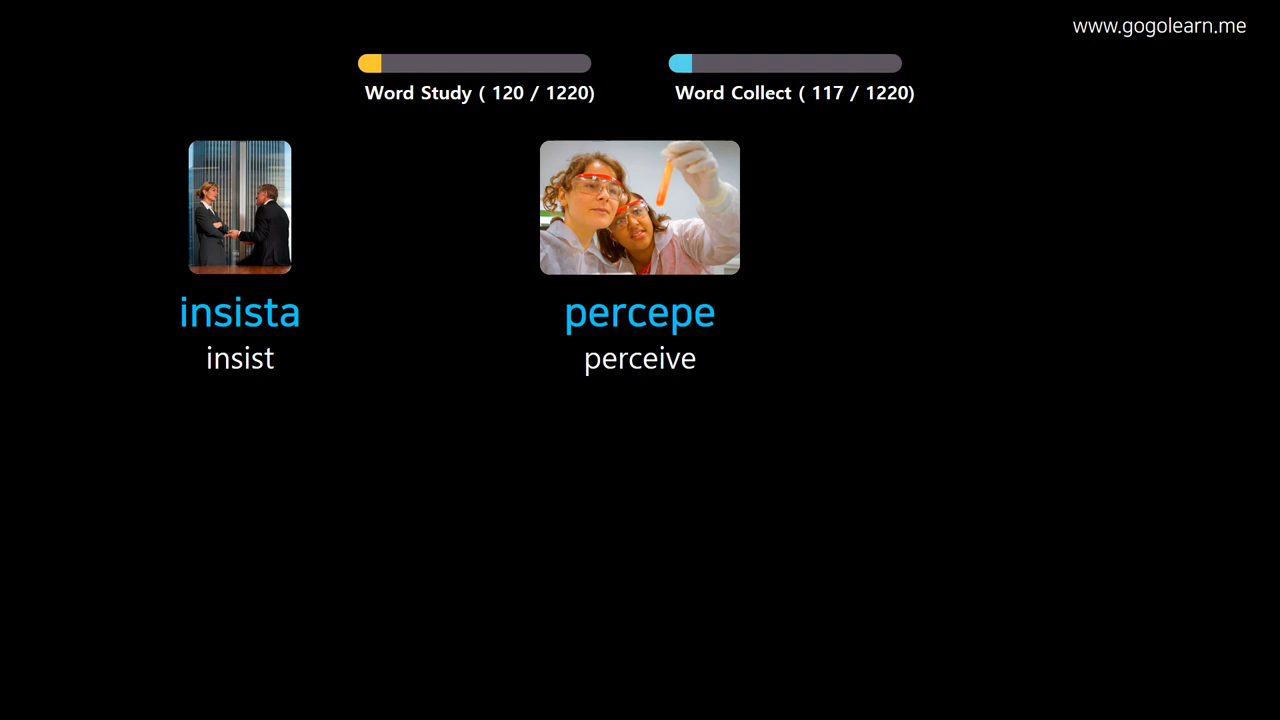 www.gogolearn.me
Word Study ( 120 / 1220)
Word Collect ( 117 / 1220)
insista
percepe
insist
perceive